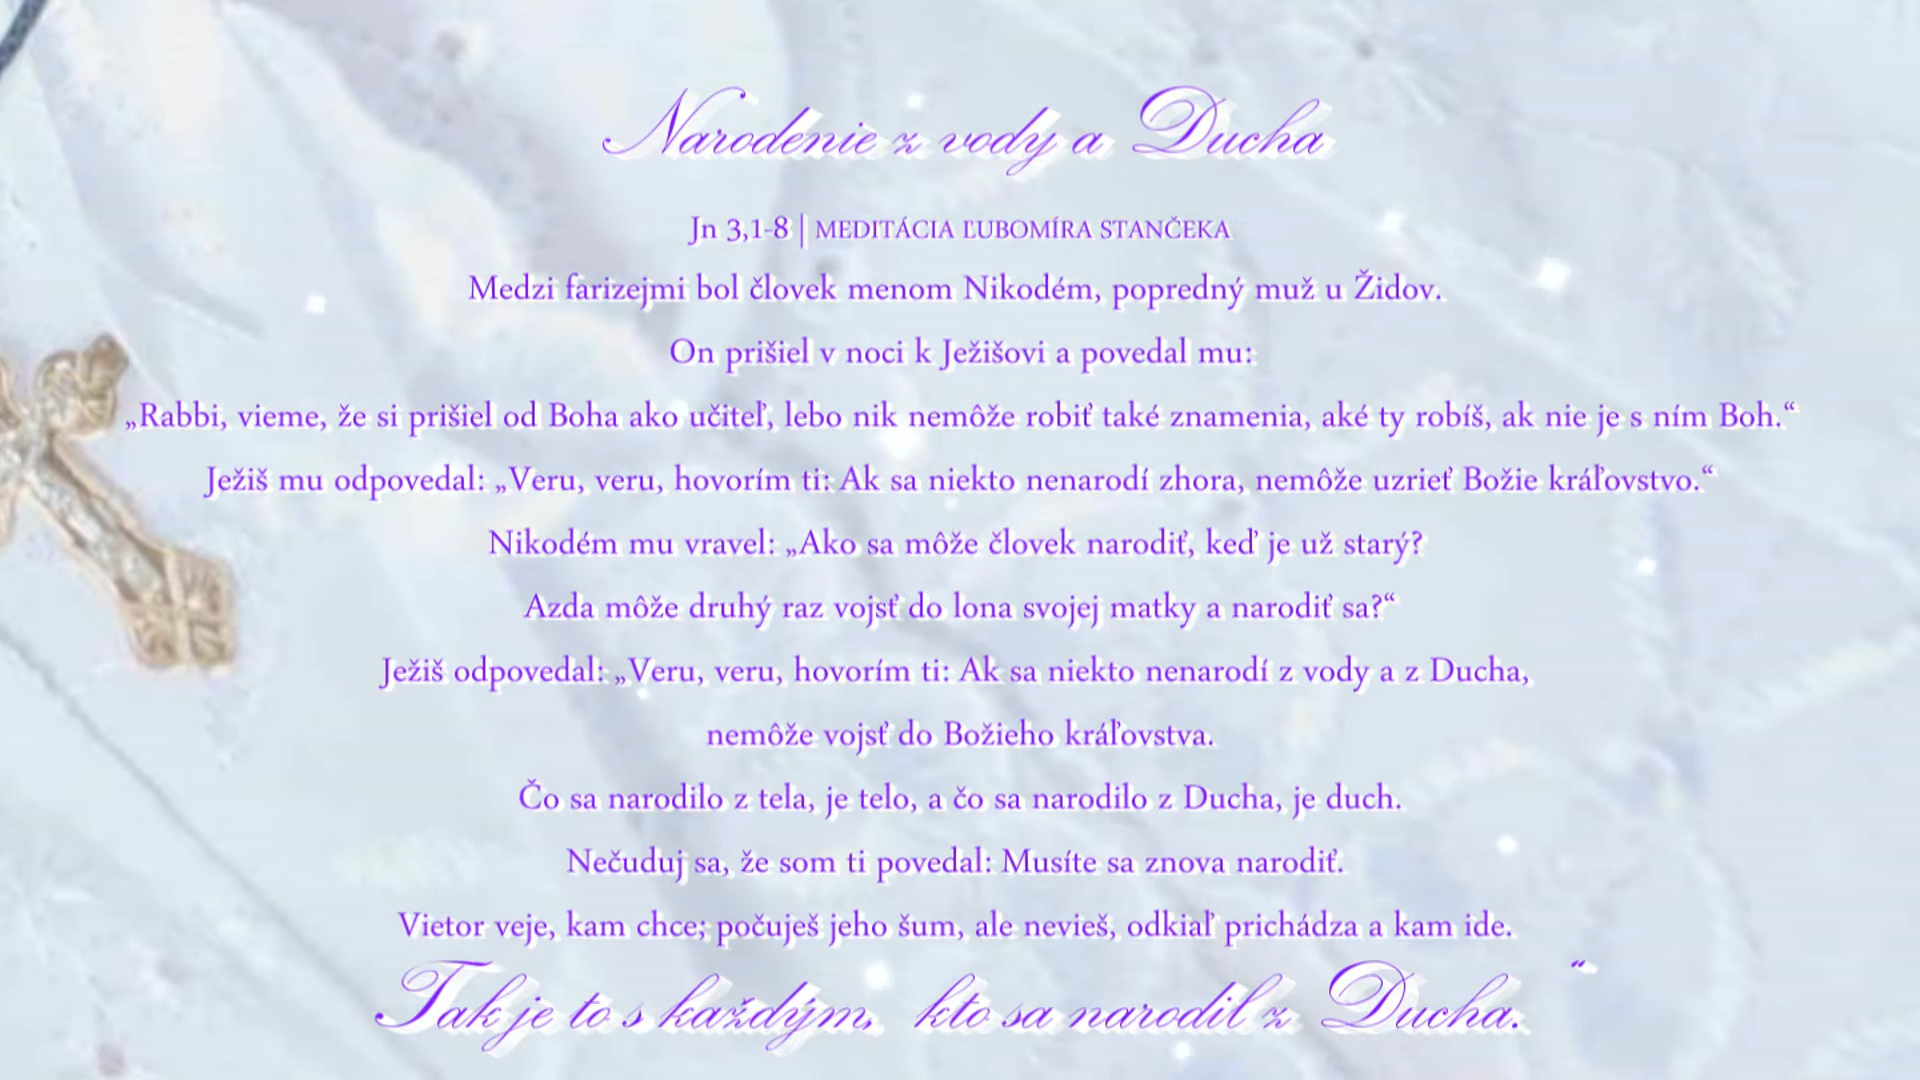 Narodenie z vody a Ducha
Jn 3,1-8 | MEDITÁCIA ĽUBOMÍRA STANČEKA
Medzi farizejmi bol človek menom Nikodém, popredný muž u Židov.
On prišiel v noci k Ježišovi a povedal mu:
„Rabbi, vieme, že si prišiel od Boha ako učiteľ, lebo nik nemôže robiť také znamenia, aké ty robíš, ak nie je s ním Boh.“
Ježiš mu odpovedal: „Veru, veru, hovorím ti: Ak sa niekto nenarodí zhora, nemôže uzrieť Božie kráľovstvo.“
Nikodém mu vravel: „Ako sa môže človek narodiť, keď je už starý?
Azda môže druhý raz vojsť do lona svojej matky a narodiť sa?“
Ježiš odpovedal: „Veru, veru, hovorím ti: Ak sa niekto nenarodí z vody a z Ducha,
nemôže vojsť do Božieho kráľovstva.
Čo sa narodilo z tela, je telo, a čo sa narodilo z Ducha, je duch.
Nečuduj sa, že som ti povedal: Musíte sa znova narodiť.
Vietor veje, kam chce; počuješ jeho šum, ale nevieš, odkiaľ prichádza a kam ide.
Tak je to s každým, kto sa narodil z Ducha.“